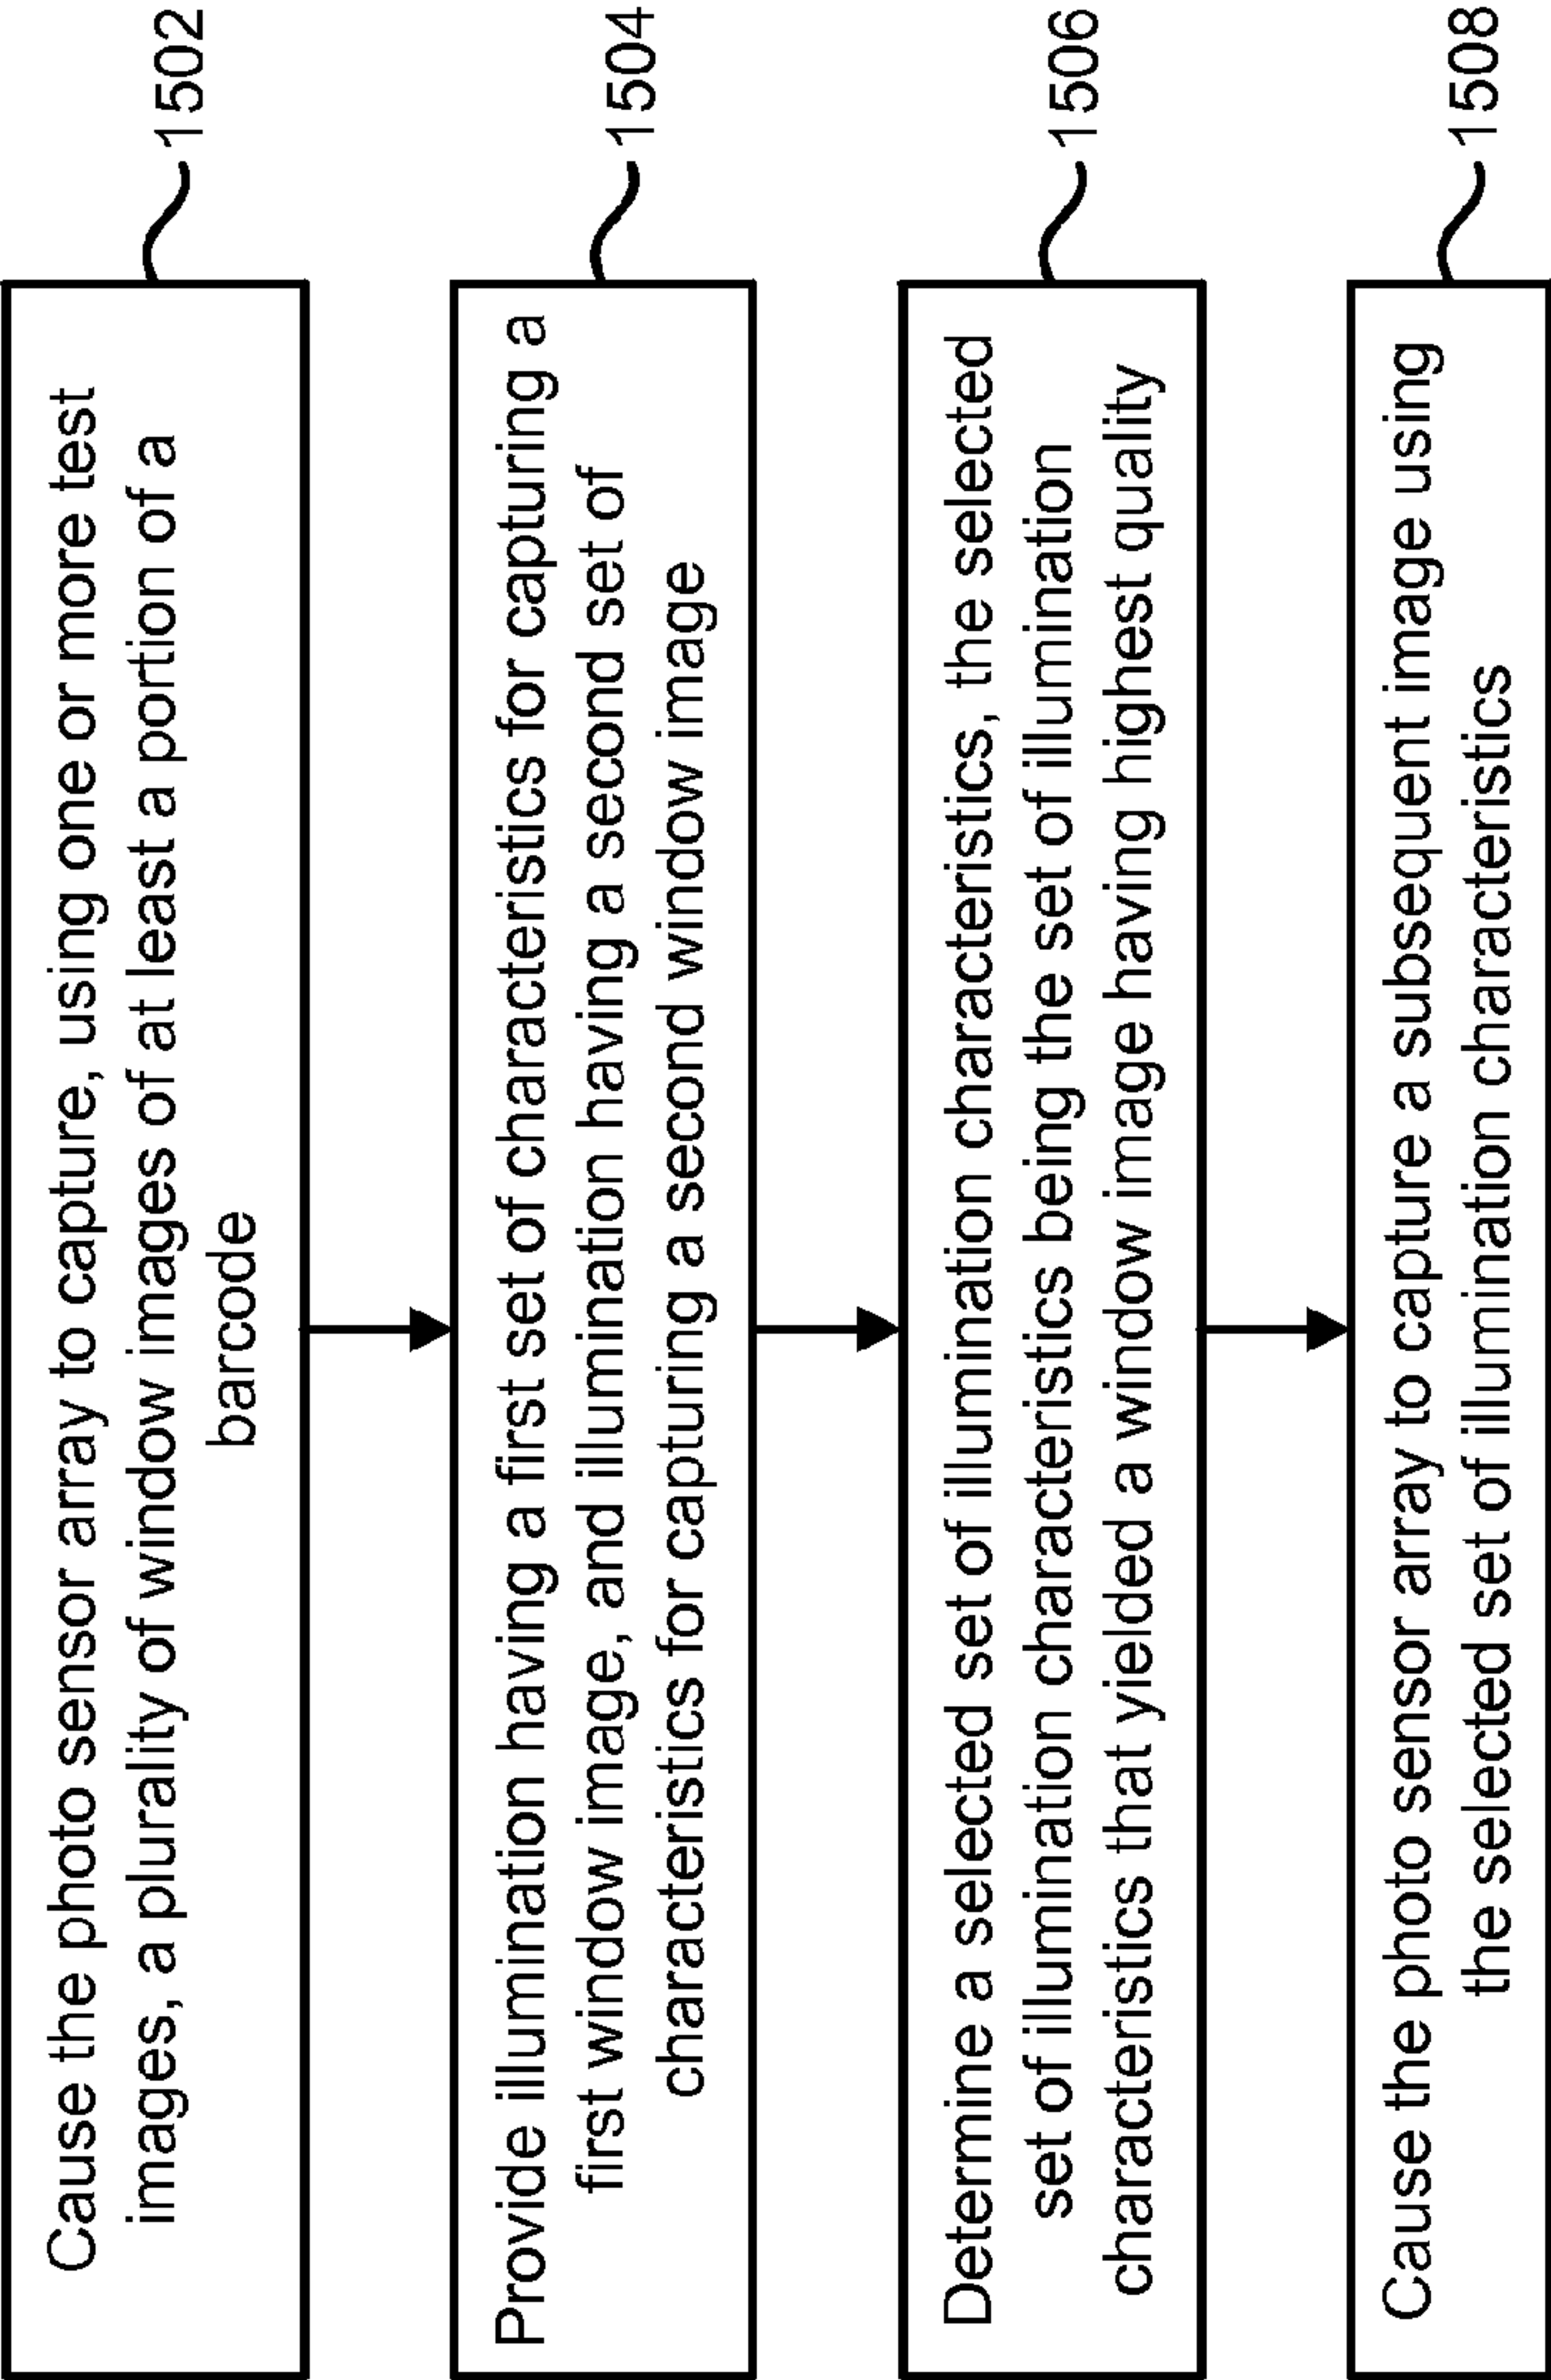 Cause the photo sensor array to capture, using one or more test
images, a plurality of window images of at least a portion of a
barcode
1502
Provide illumination having a first set of characteristics for capturing a
first window image, and illumination having a second set of
characteristics for capturing a second window image
1504
Determine a selected set of illumination characteristics, the selected
set of illumination characteristics being the set of illumination
characteristics that yielded a window image having highest quality
1506
Cause the photo sensor array to capture a subsequent image using
the selected set of illumination characteristics
1508